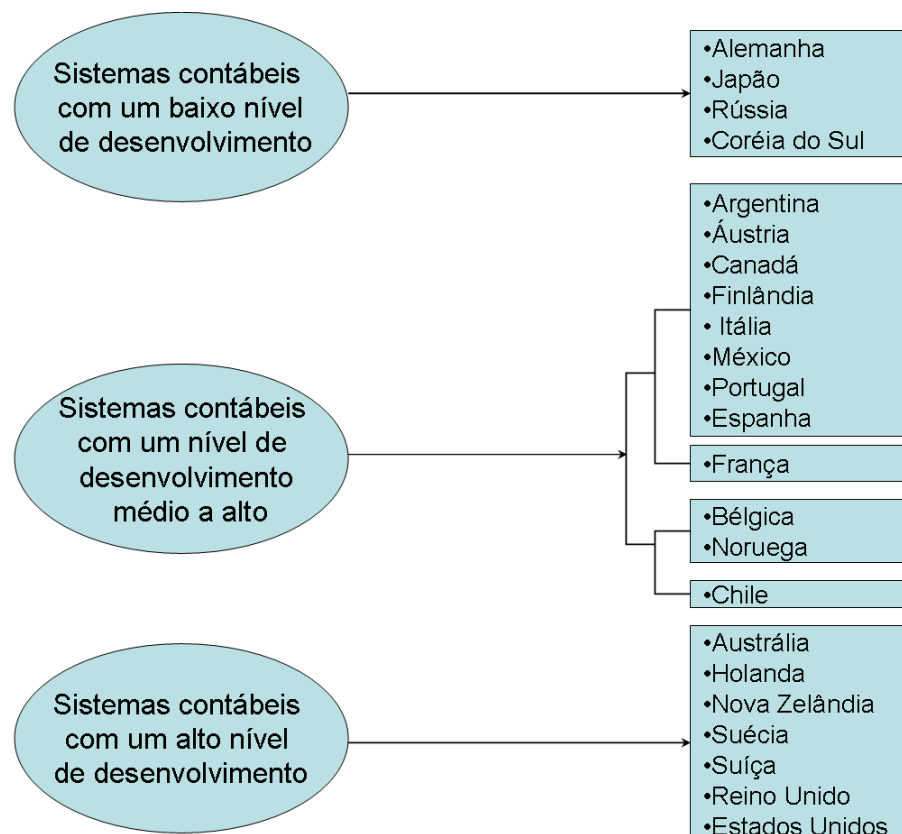 Sistemas contábeis
com um baixo nível
de desenvolvimento
•Alemanha
•Japão
•Rússia
•Coréia do Sul
•Argentina
•Áustria
•Canadá
•Finlândia
• Itália
•México
•Portugal
•Espanha
Sistemas contábeis
com um nível de
desenvolvimento
médio a alto
•França
•Bélgica
•Noruega
•Chile
Sistemas contábeis
com um alto nível
de desenvolvimento
•Austrália
•Holanda
•Nova Zelândia
•Suécia
•Suíça
•Reino Unido
•Estados Unidos